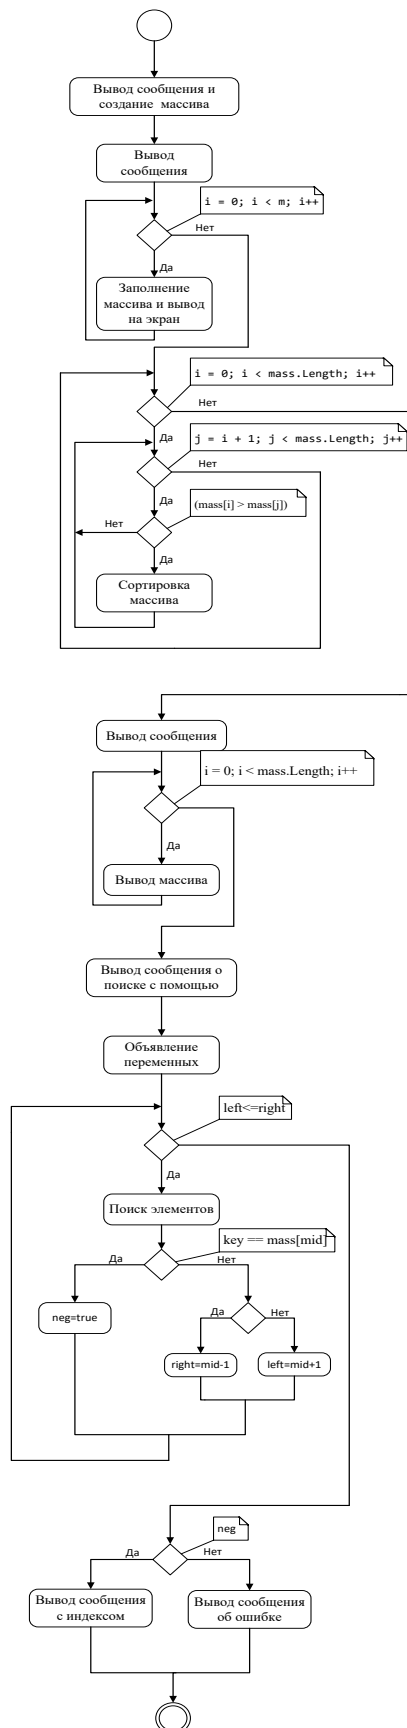 Вывод сообщения и
создание массива
Вывод
сообщения
i = 0; i < m; i++
Нет
Да
Заполнение
массива и вывод
на экран
i = 0; i < mass.Length; i++
Нет
Да
j = i + 1; j < mass.Length; j++
Нет
Да
(mass[i] > mass[j])
Нет
Да
Сортировка
массива
Вывод сообщения
i = 0; i < mass.Length; i++
Да
Вывод массива
Вывод сообщения о
поиске с помощью
Объявление
переменных
left<=right
Да
Поиск элементов
key == mass[mid]
Да
Нет
neg=true
Да
Нет
right=mid-1
left=mid+1
neg
Да
Нет
Вывод сообщения
с индексом
Вывод сообщения
об ошибке